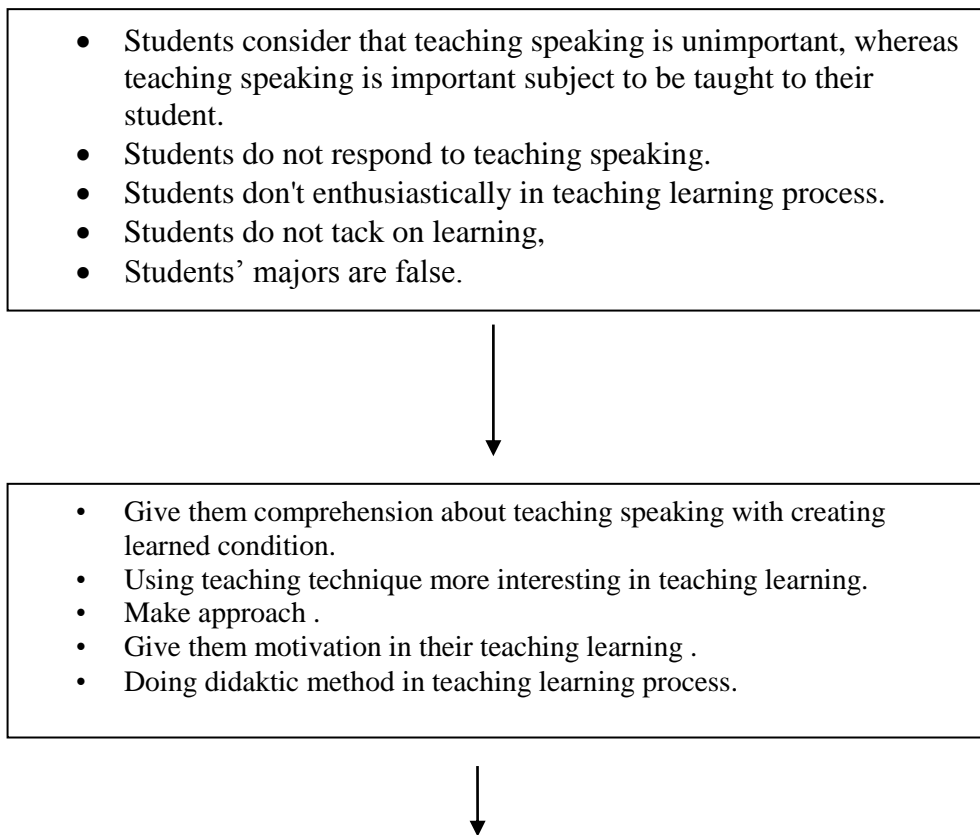 • Students consider that teaching speaking is unimportant, whereas
teaching speaking is important subject to be taught to their
student.
• Students do not respond to teaching speaking.
• Students don't enthusiastically in teaching learning process.
• Students do not tack on learning,
• Students’ majors are false.
• Give them comprehension about teaching speaking with creating
learned condition.
• Using teaching technique more interesting in teaching learning.
• Make approach .
• Give them motivation in their teaching learning .
• Doing didaktic method in teaching learning process.